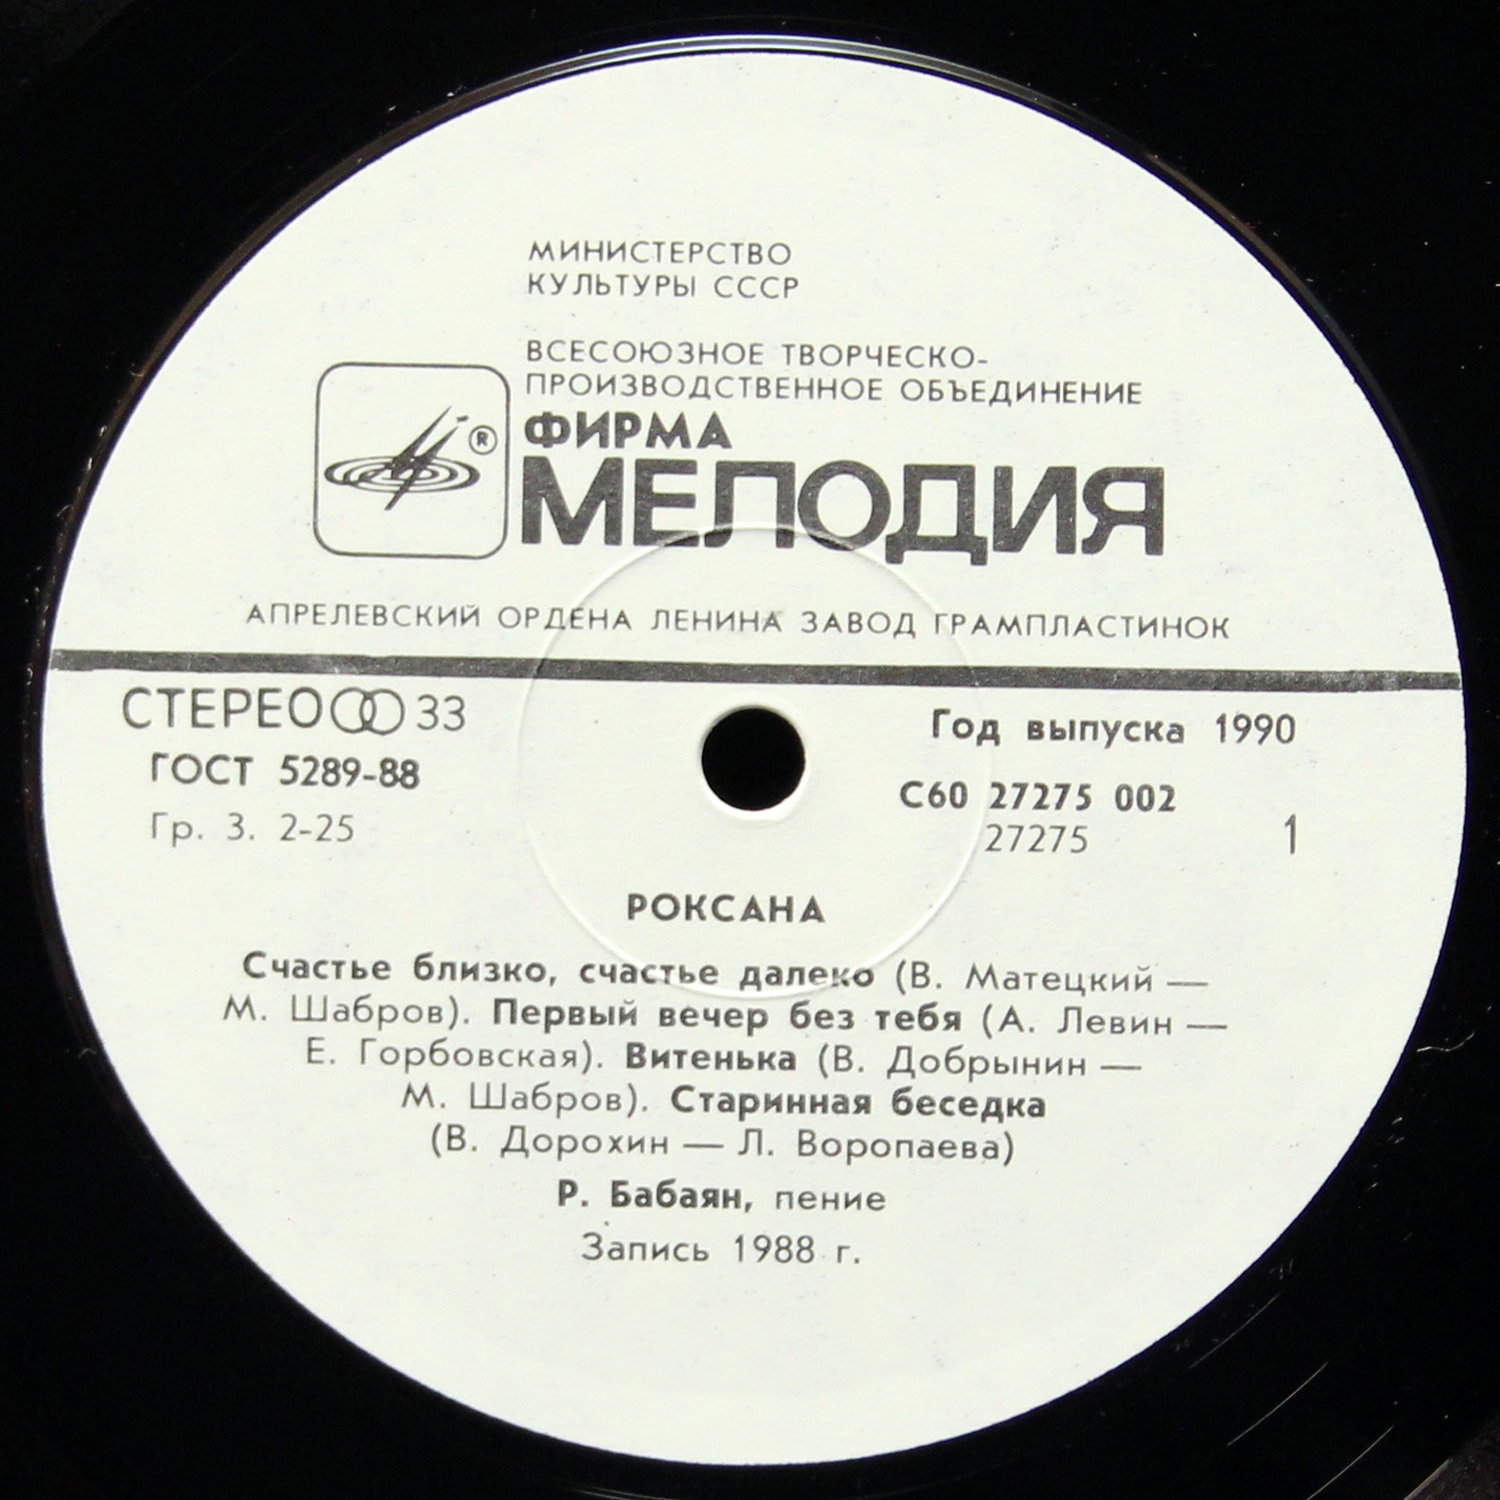 МИНИСТЕРСТВО
КУЛЬТУРЫ СССР
ВСЕСОЮЗНОЕ ТВОРЧЕСКО-
ПРОИЗВОДСТВЕННОЕ ОБЪЕДИНЕНИЕ
ФИРМА
®
МЕЛОДИЯ
АПРЕЛЕВСКИЙ ОРДЕНА ЛЕНИНА ЗАВОД ГРАМПЛАСТИНОК
СТЕРЕО 33
Год выпуска 1990
ГОСТ 5289-88
С60 27275 002
Гр. 3. 2-25
27275 1
РОКСАНА
Счастье близко, счастье далеко (В. Матецкий —
М. Шабров). Первый вечер без тебя (А. Левин —
Е. Горбовская). Витенька (В. Добрынин —
М. Шабров). Старинная беседка
(В. Дорохин — Л. Воропаева)
Р. Бабаян, пение
Запись 1988 г.